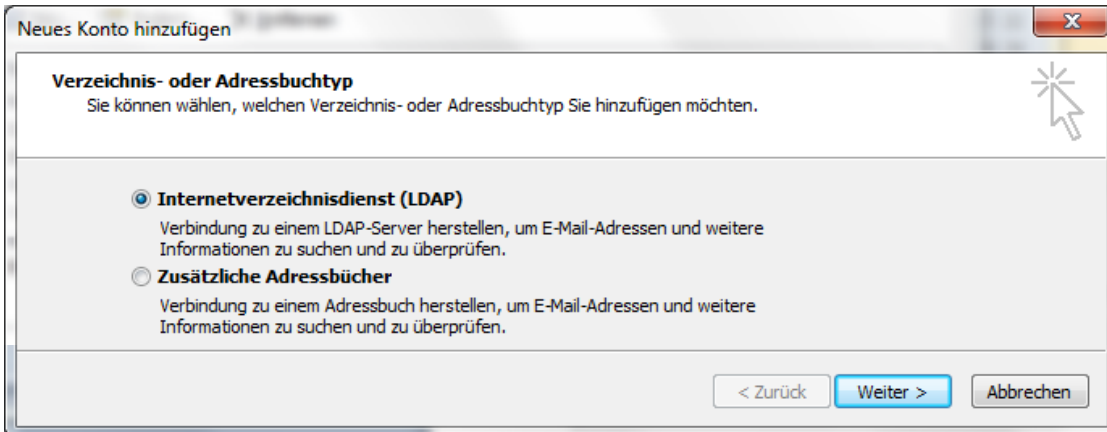 Neues Konto hinzufügen
Verzeichnis- oder Adressbuchtyp
Sie können wählen, welchen Verzeichnis- oder Adressbuchtyp Sie hinzufügen möchten.
Internetverzeichnisdienst (LDAP)
Verbindung zu einem LDAP-Server herstellen, um E-Mail-Adressen und weitere
Informationen zu suchen und zu überprüfen.
Zusätzliche Adressbücher
Verbindung zu einem Adressbuch herstellen, um E-Mail-Adressen und weitere
Informationen zu suchen und zu überprüfen.
< Zurück Weiter > Abbrechen